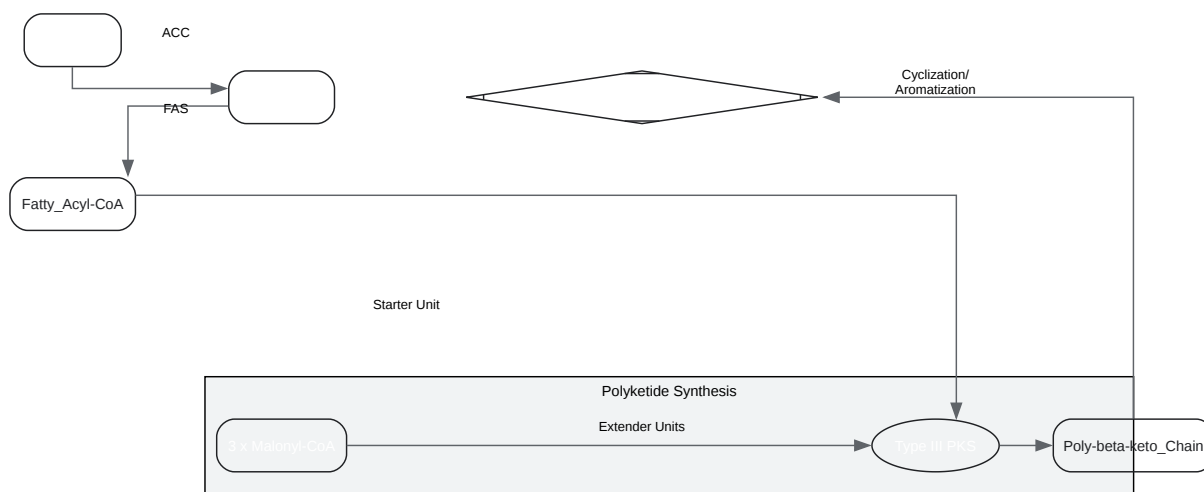 ACC
Cyclization/
Aromatization
FAS
Fatty_Acyl-CoA
Starter Unit
Polyketide Synthesis
Extender Units
3 x Malonyl-CoA
Type III PKS
Poly-beta-keto_Chain